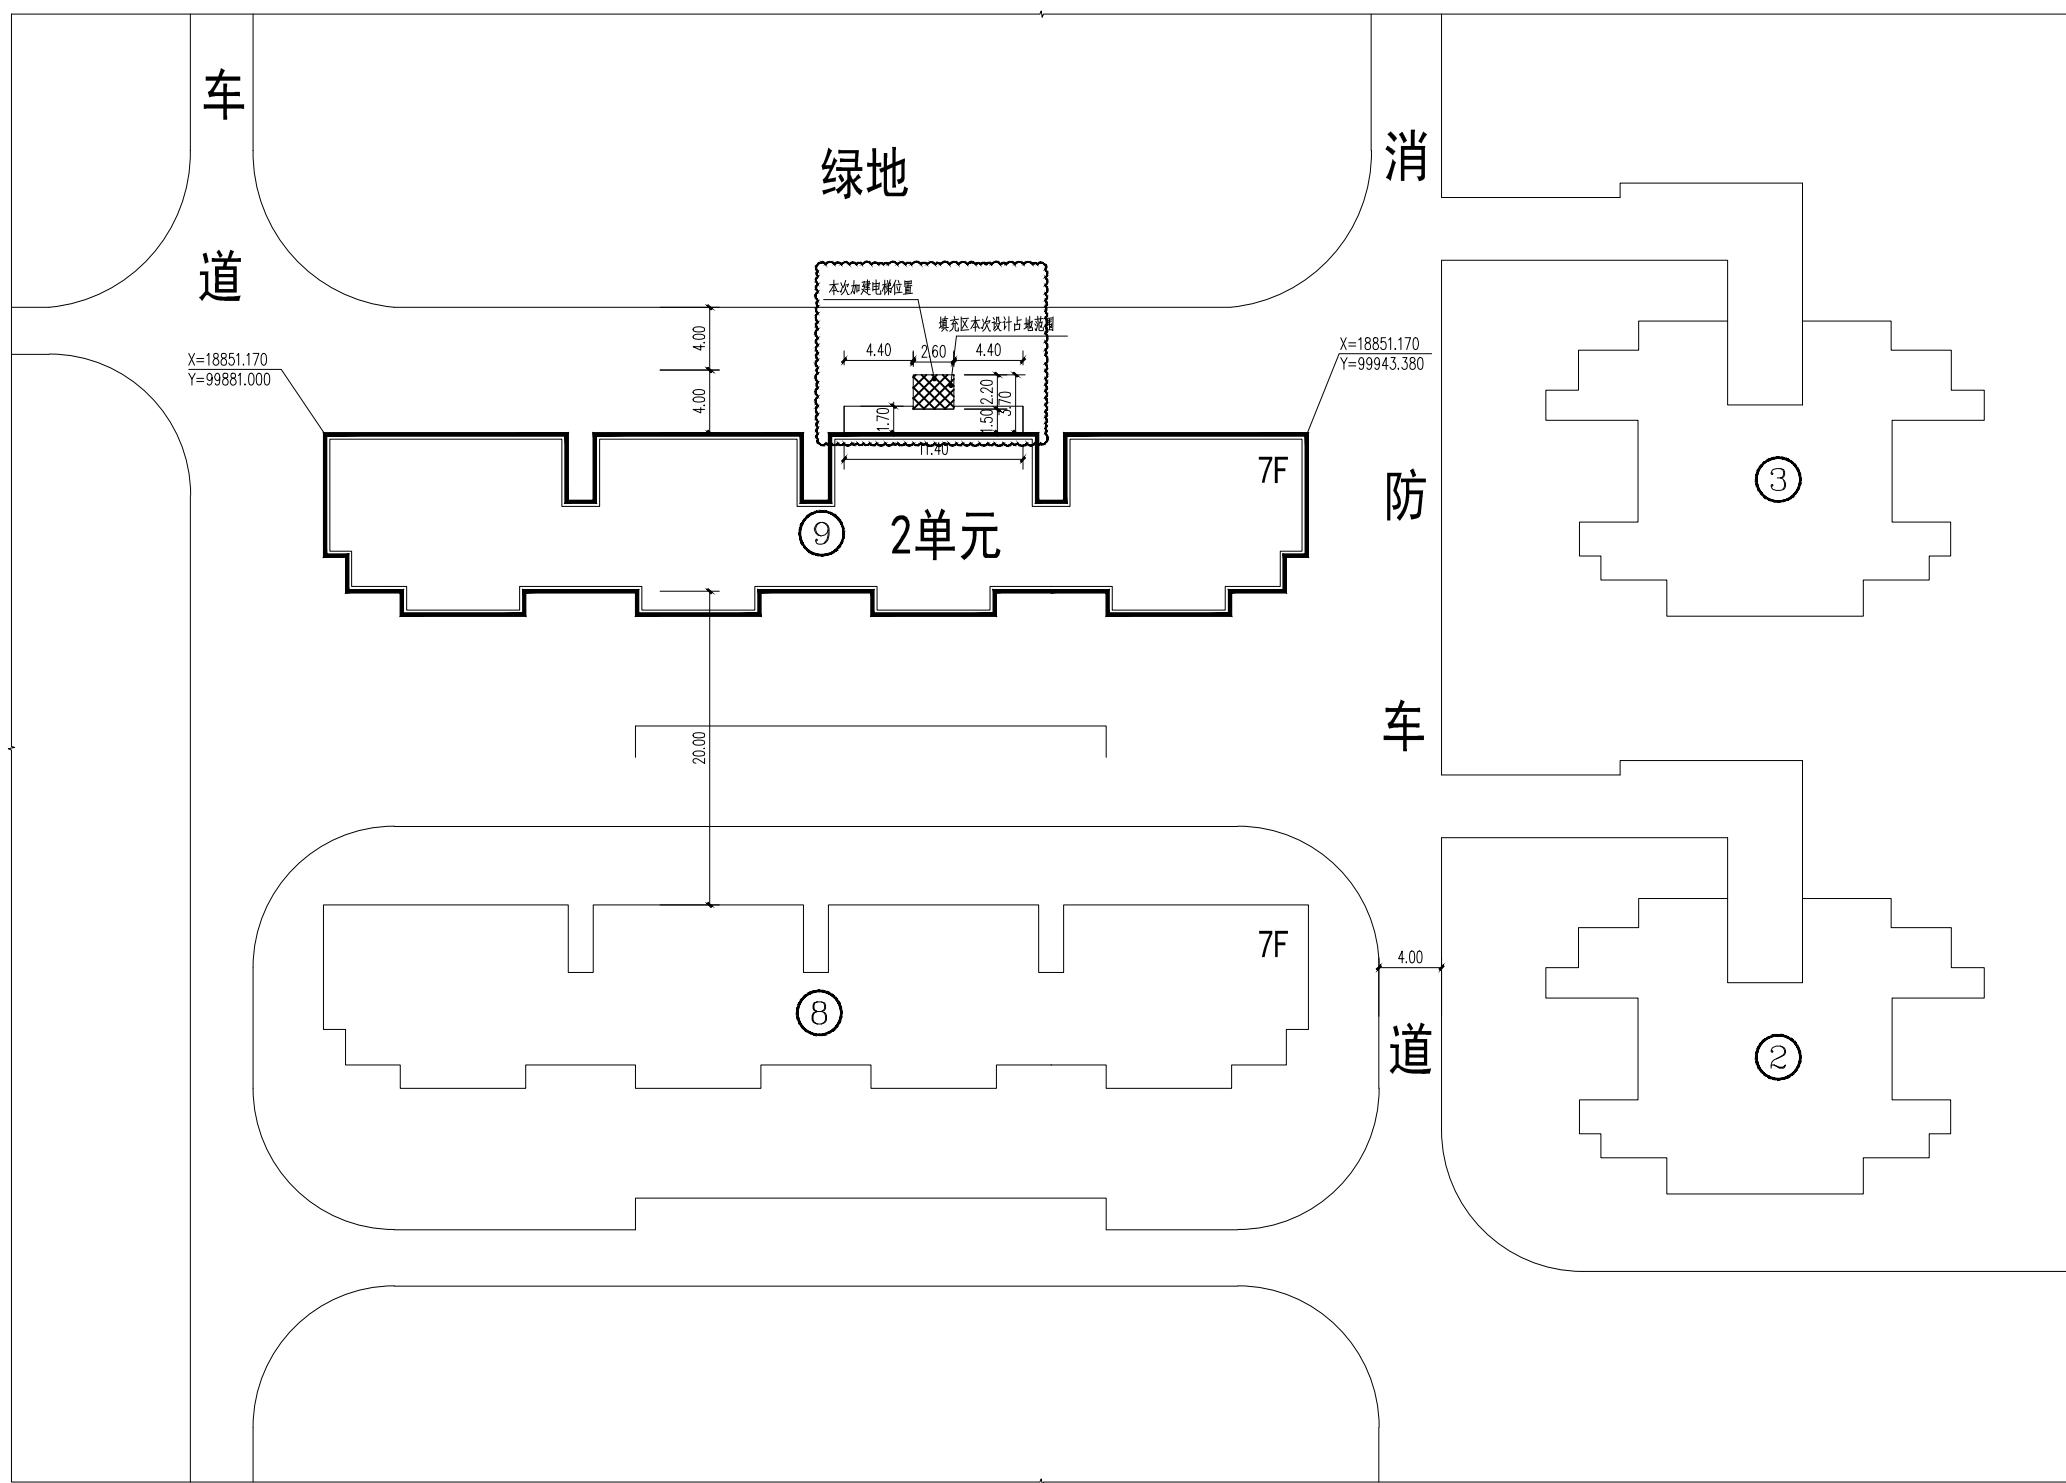 车
道
绿地
消
防
车
道
本次加建电梯位置
填充区本次设计占地范围
4.40
2.60
4.40
4.00
4.00
1.70
1.50
2.20
3.70
11.40
X=18851.170
Y=99881.000
X=18851.170
Y=99943.380
7F
9
2单元
3
20.00
7F
8
4.00
2